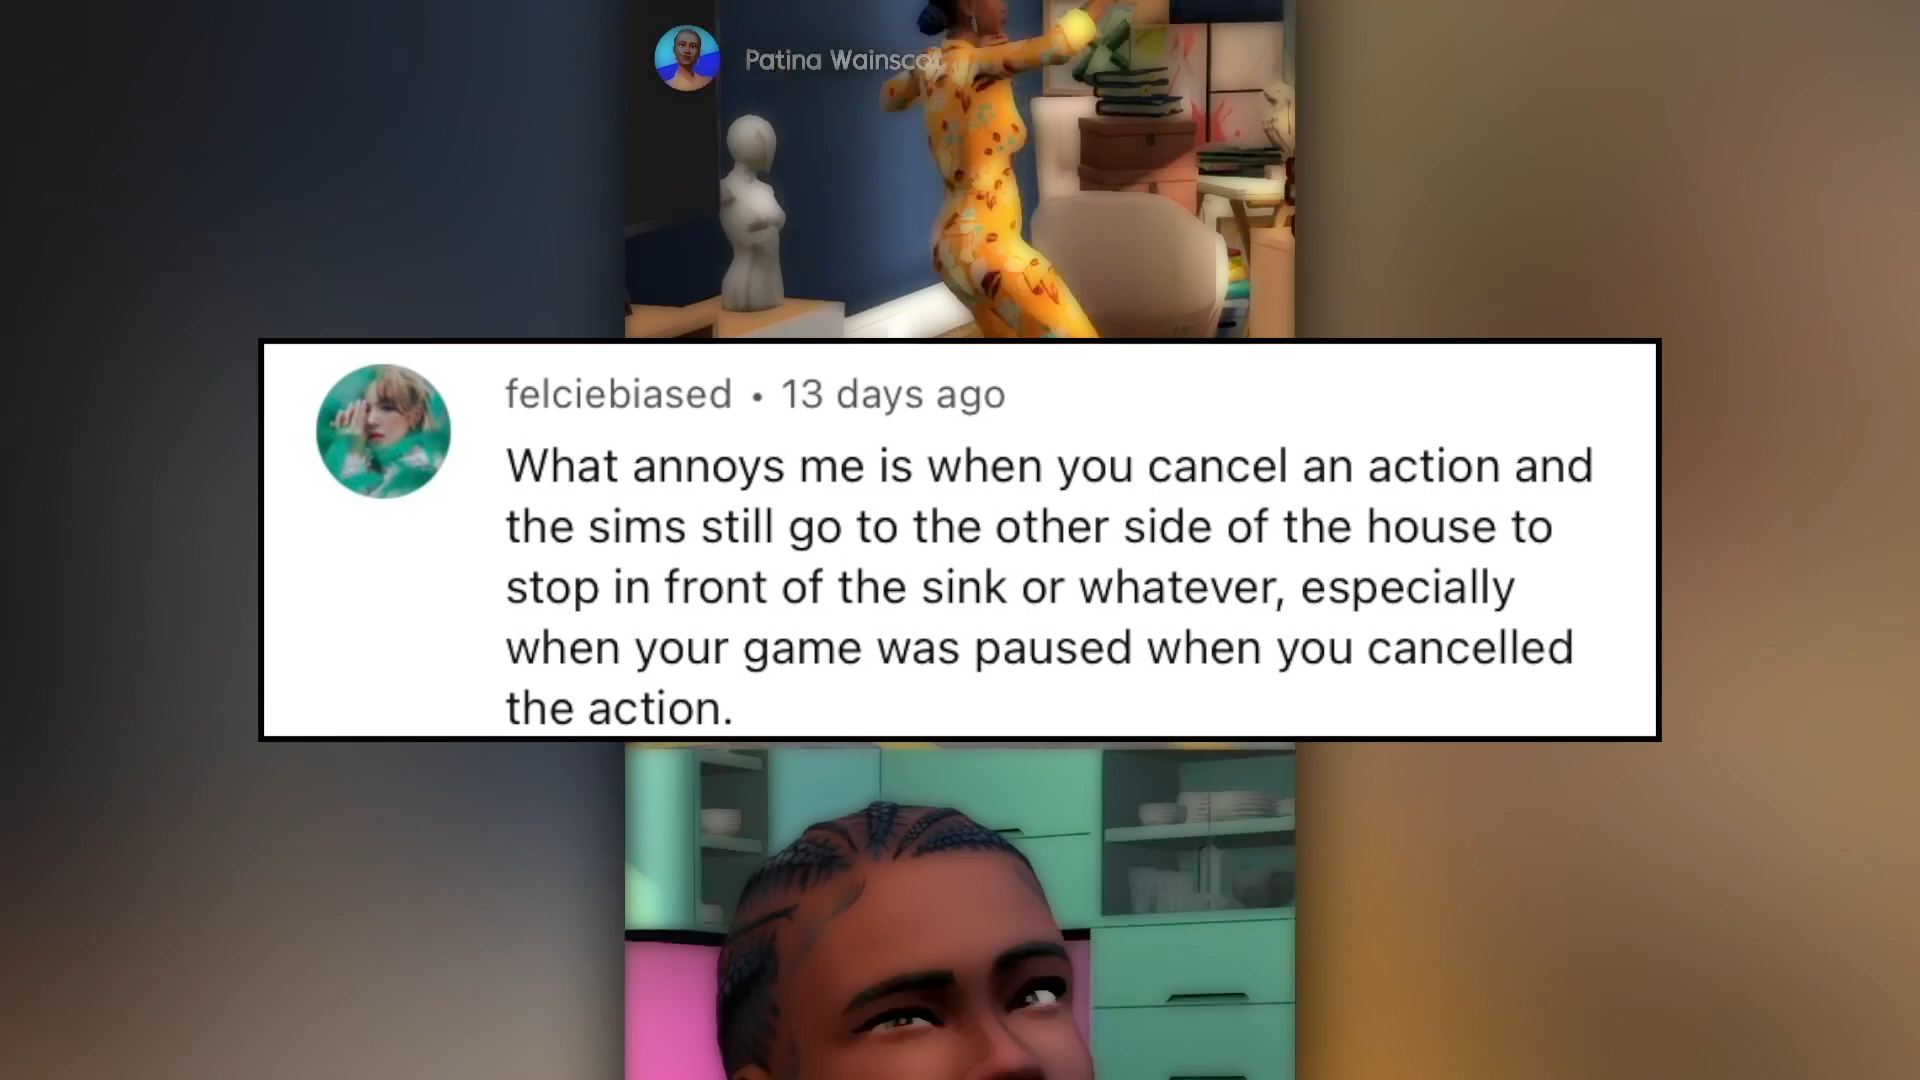 Patina Wainscot
felciebiased • 13 days ago
What annoys me is when you cancel an action and
the sims still go to the other side of the house to
stop in front of the sink or whatever, especially
when your game was paused when you cancelled
the action.